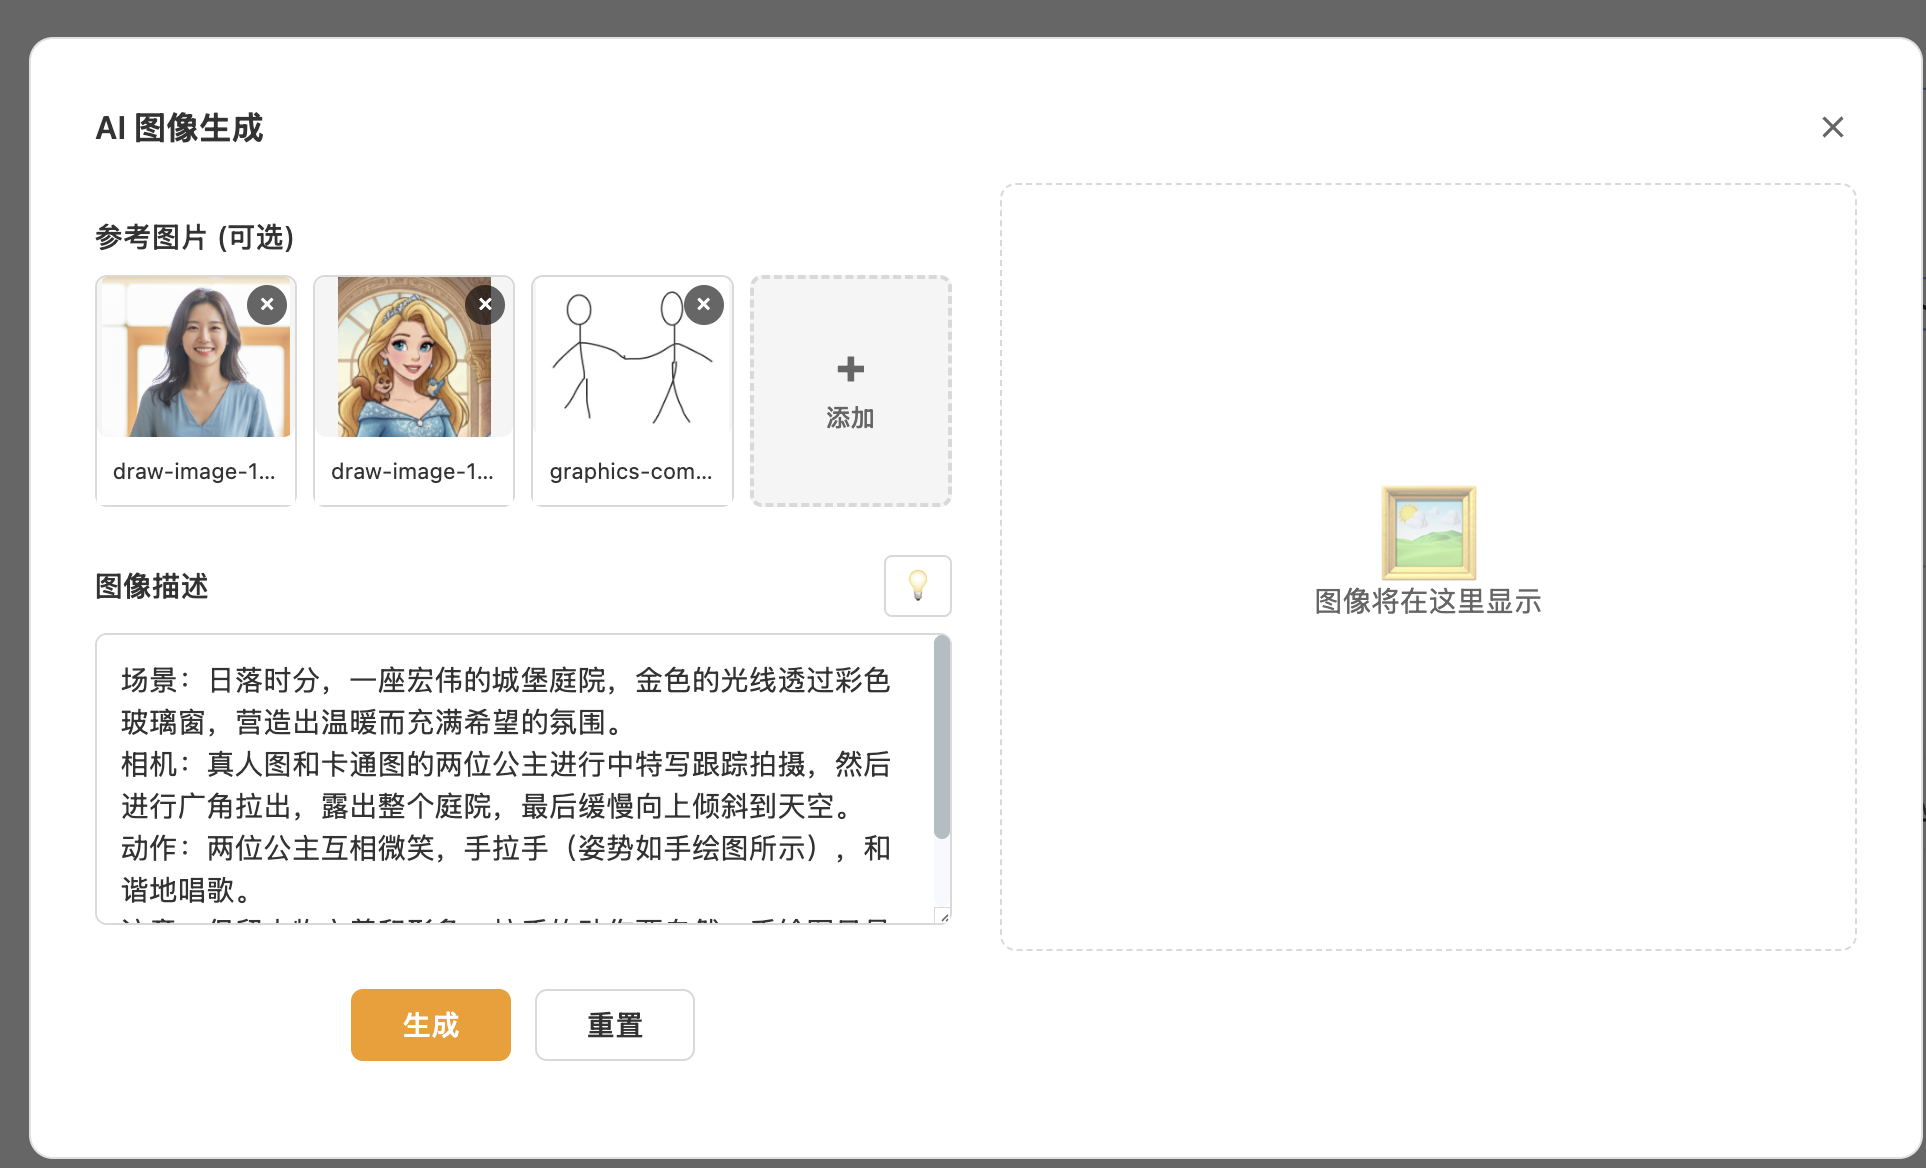 AI 图像生成
参考图片 (可选)
draw-image-1...
draw-image-1...
graphics-com...
添加
图像描述
场景：日落时分，一座宏伟的城堡庭院，金色的光线透过彩色
玻璃窗，营造出温暖而充满希望的氛围。
相机：真人图和卡通图的两位公主进行中特写跟踪拍摄，然后
进行广角拉出，露出整个庭院，最后缓慢向上倾斜到天空。
动作：两位公主互相微笑，手拉手（姿势如手绘图所示），和
谐地唱歌。
图像将在这里显示
生成
重置